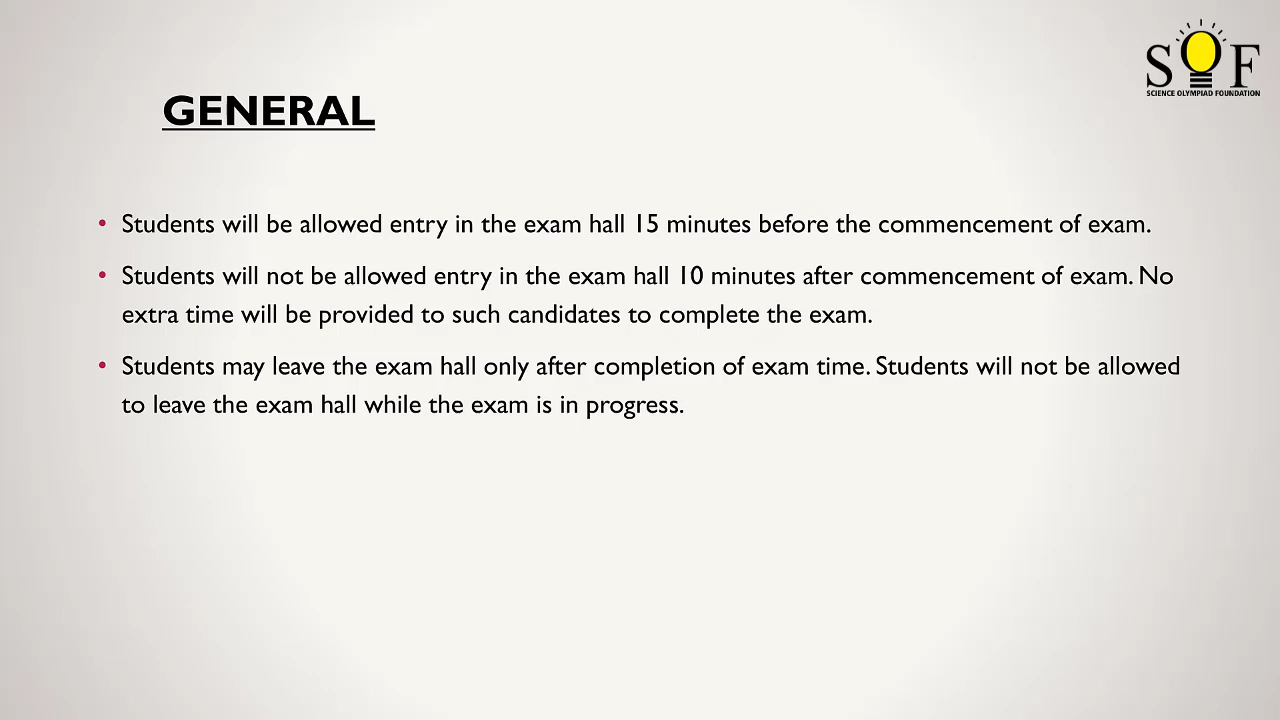 SOF
SCIENCE OLYMPIAD FOUNDATION
GENERAL
• Students will be allowed entry in the exam hall 15 minutes before the commencement of exam.
• Students will not be allowed entry in the exam hall 10 minutes after commencement of exam. No
extra time will be provided to such candidates to complete the exam.
• Students may leave the exam hall only after completion of exam time. Students will not be allowed
to leave the exam hall while the exam is in progress.